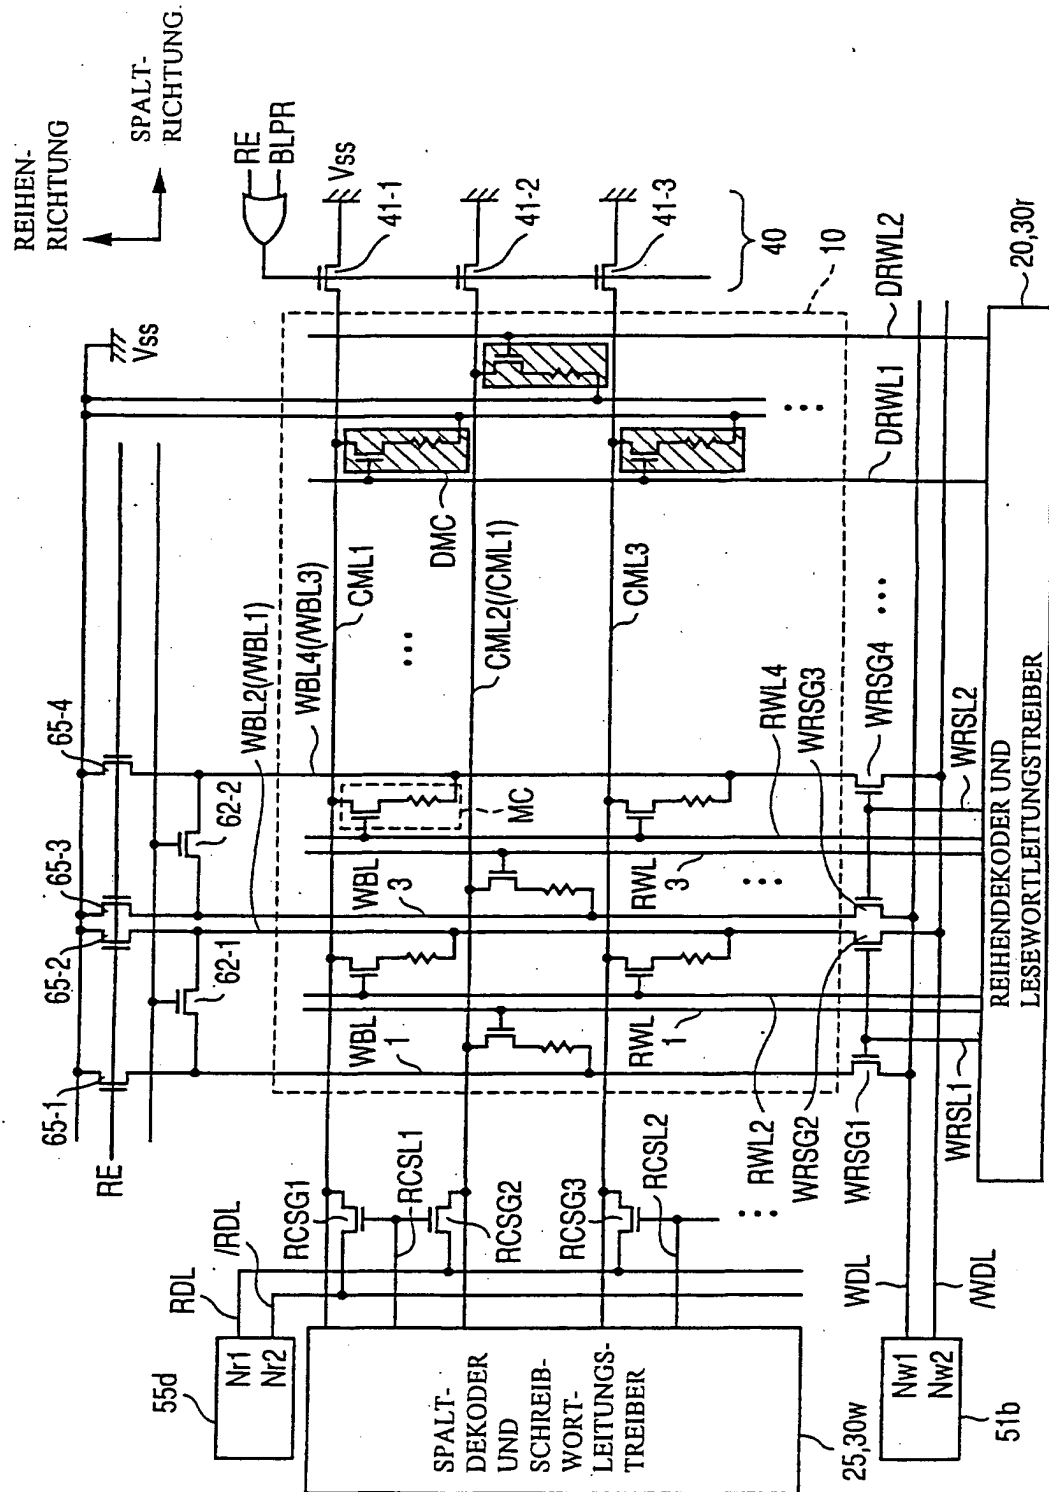 REIHEN-
RICHTUNG
SPALT-
RICHTUNG.
RE
BLPR
Vss
41-1
41-2
41-3
40
10
Vss
DRWL2
20,30r
DRWL1
DMC
CML1
CML2(/CML1)
CML3
WBL4(/WBL3)
WBL2(/WBL1)
65-4
65-3
65-2
65-1
62-2
62-1
RE
MC
WBL
3
WBL
1
RWL
3
RWL
1
RWL4
RWL2
WRSG4
WRSG3
WRSG2
WRSG1
WRSL2
WRSL1
REIHENDEKODER UND
LESEWORTLEITUNGSTREIBER
RCSG1
RCSL1
RCSG2
RCSG3
RCSL2
/RDL
RDL
WDL
/WDL
Nr1
Nr2
55d
SPALT-
DEKODER
UND
SCHREIB-
WORT-
LEITUNGS-
TREIBER
25,30w
Nw1
Nw2
51b